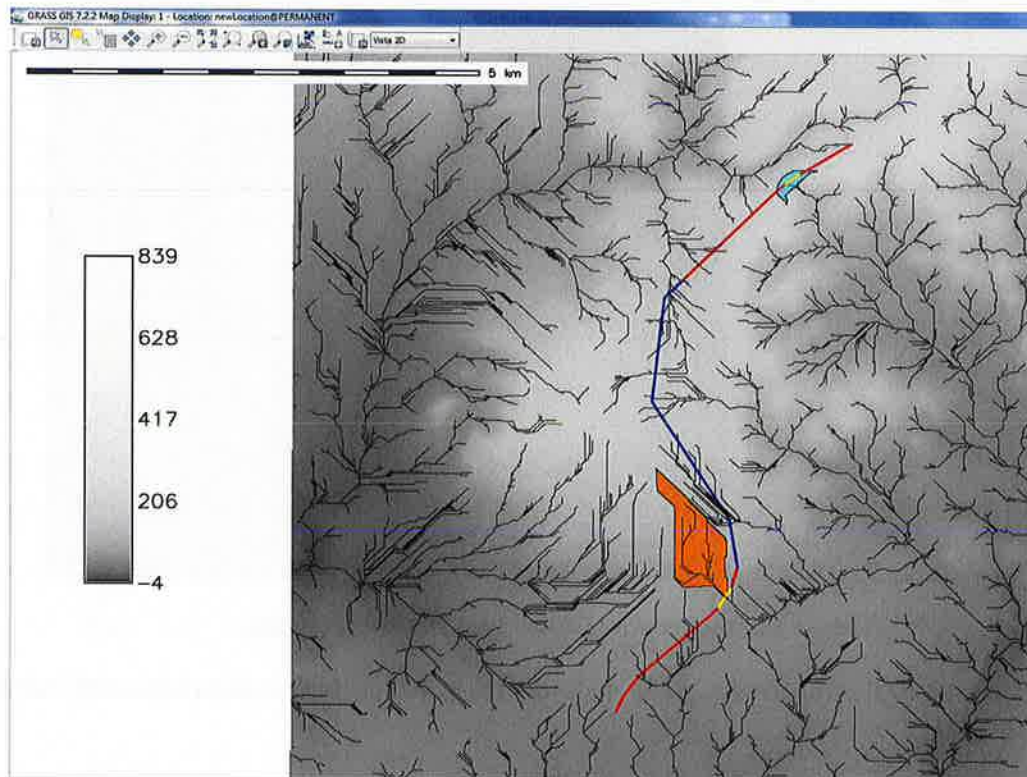 GRASS GIS 7.2.2 Map Display: 1 - Location: newLocation@PERMANENT
Vista 2D
5 km
839
628
417
206
-4